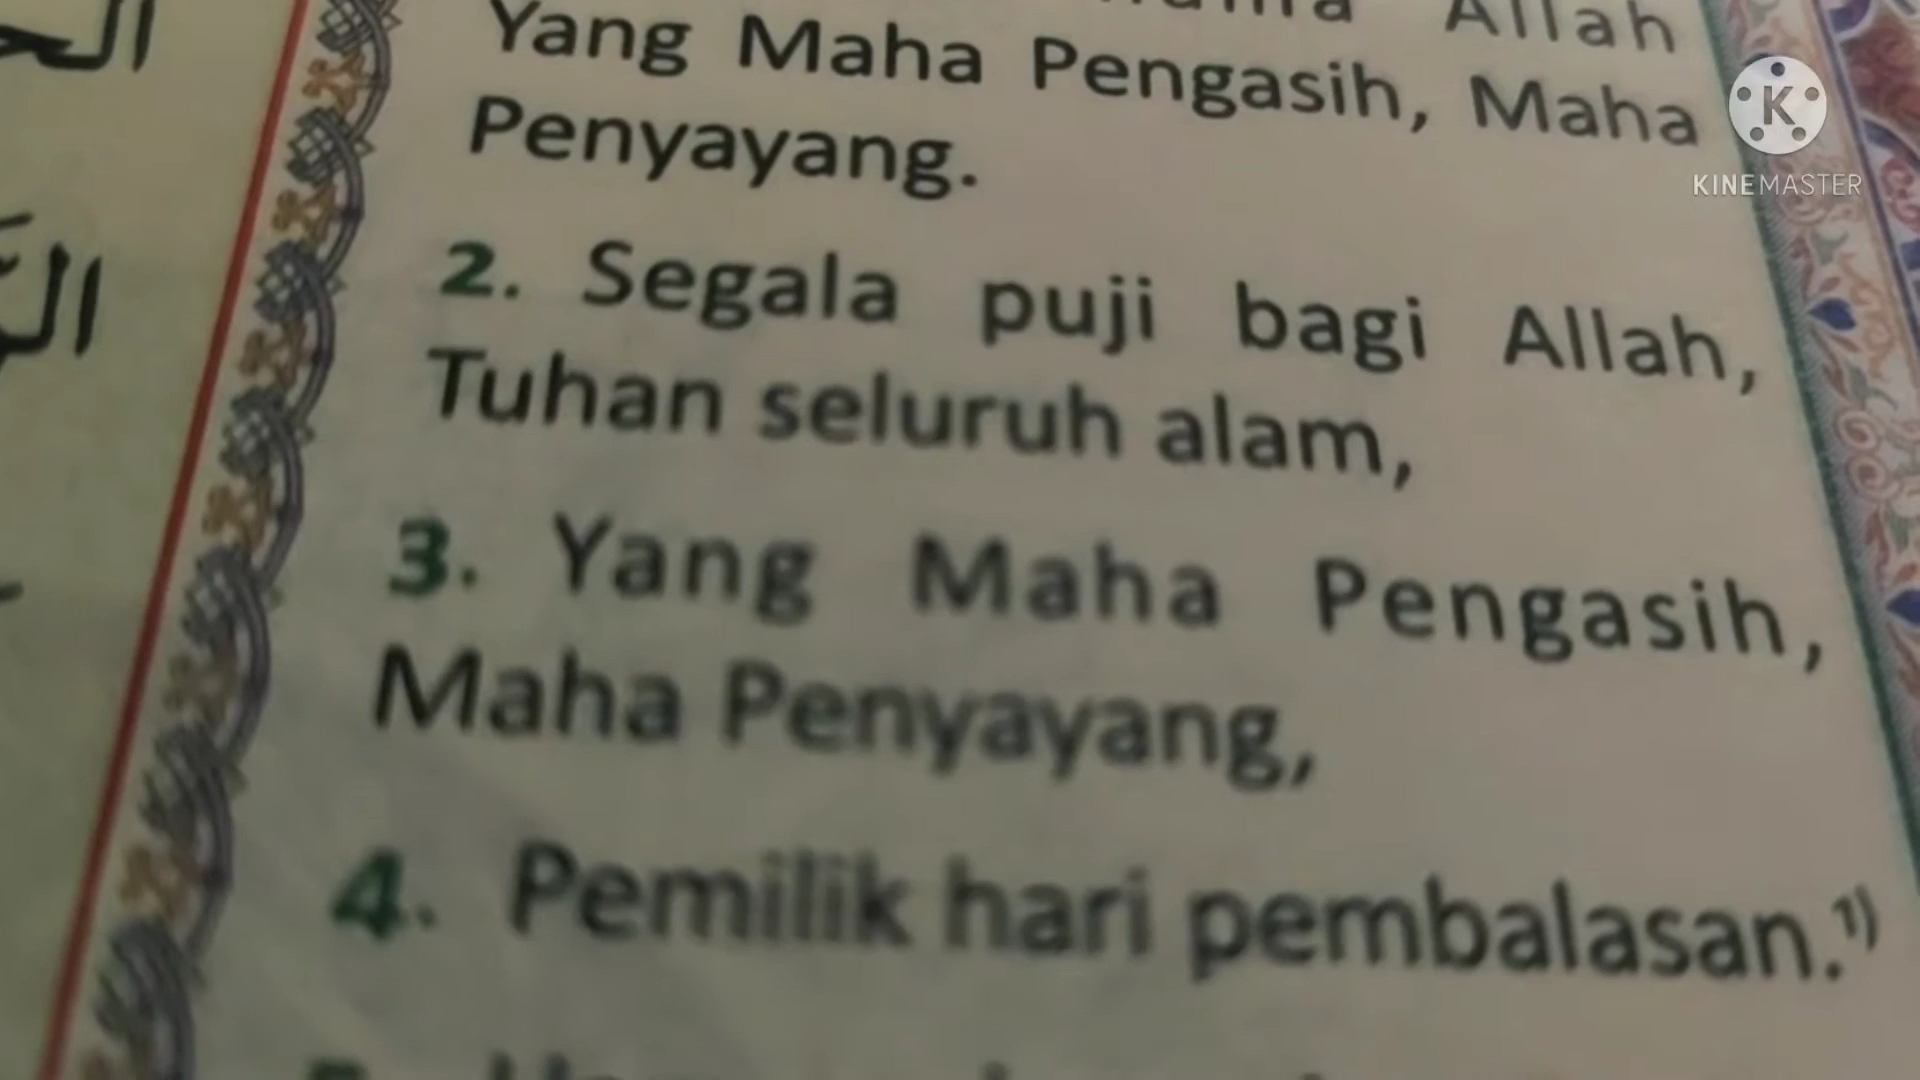 Allah
Yang Maha Pengasih, Maha
Penyayang.
2. Segala puji bagi Allah,
Tuhan seluruh alam,
3. Yang Maha Pengasih,
Maha Penyayang,
4. Pemilik hari pembalasan.¹⁾
KINEMASTER